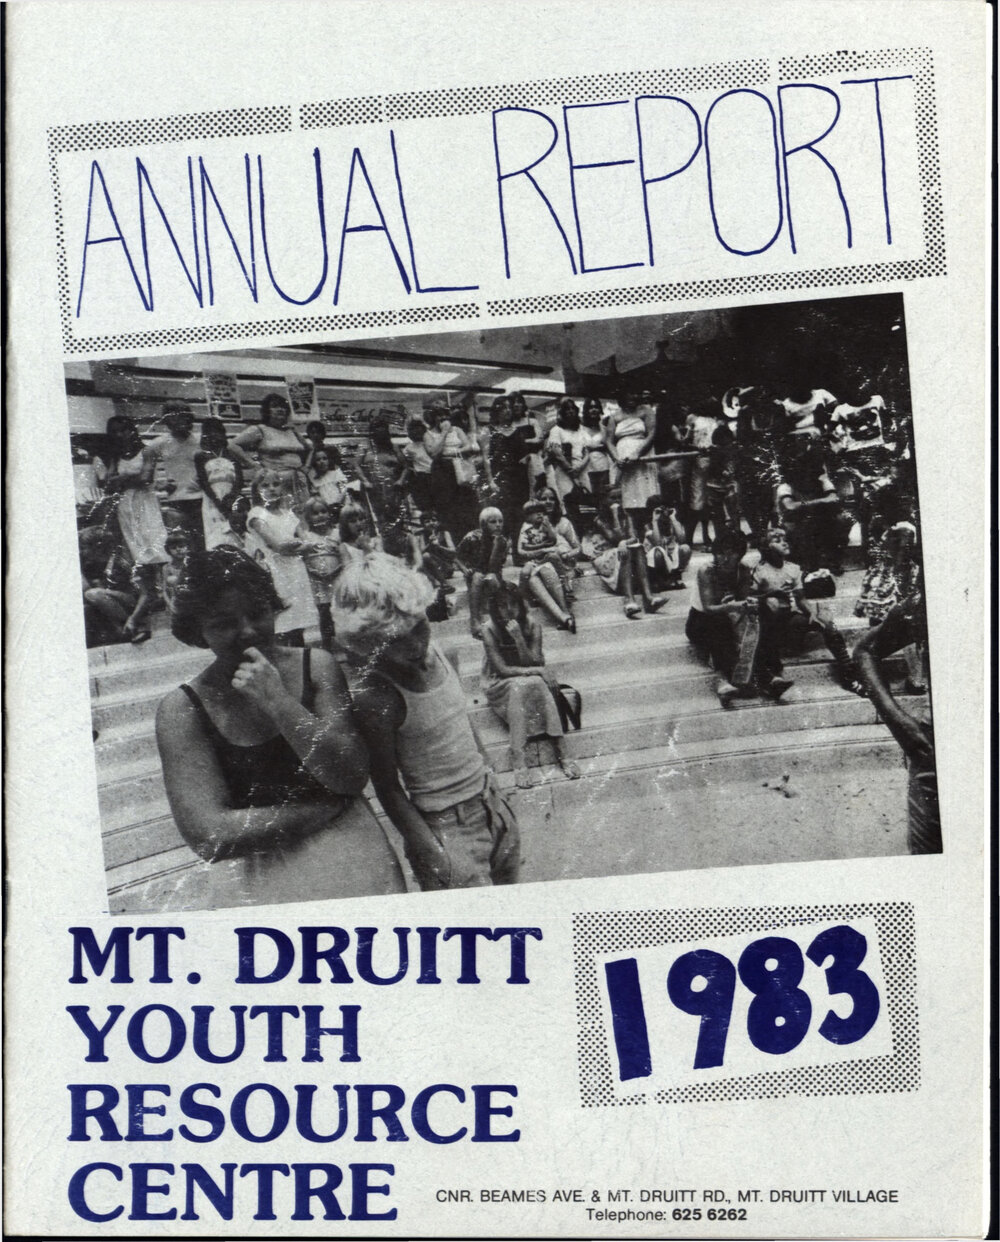 ANNUAL REPORT
MT. DRUITT
YOUTH
RESOURCE
CENTRE
1983
CNR. BEAMES AVE. & MT. DRUITT RD., MT. DRUITT VILLAGE
Telephone: 625 6262